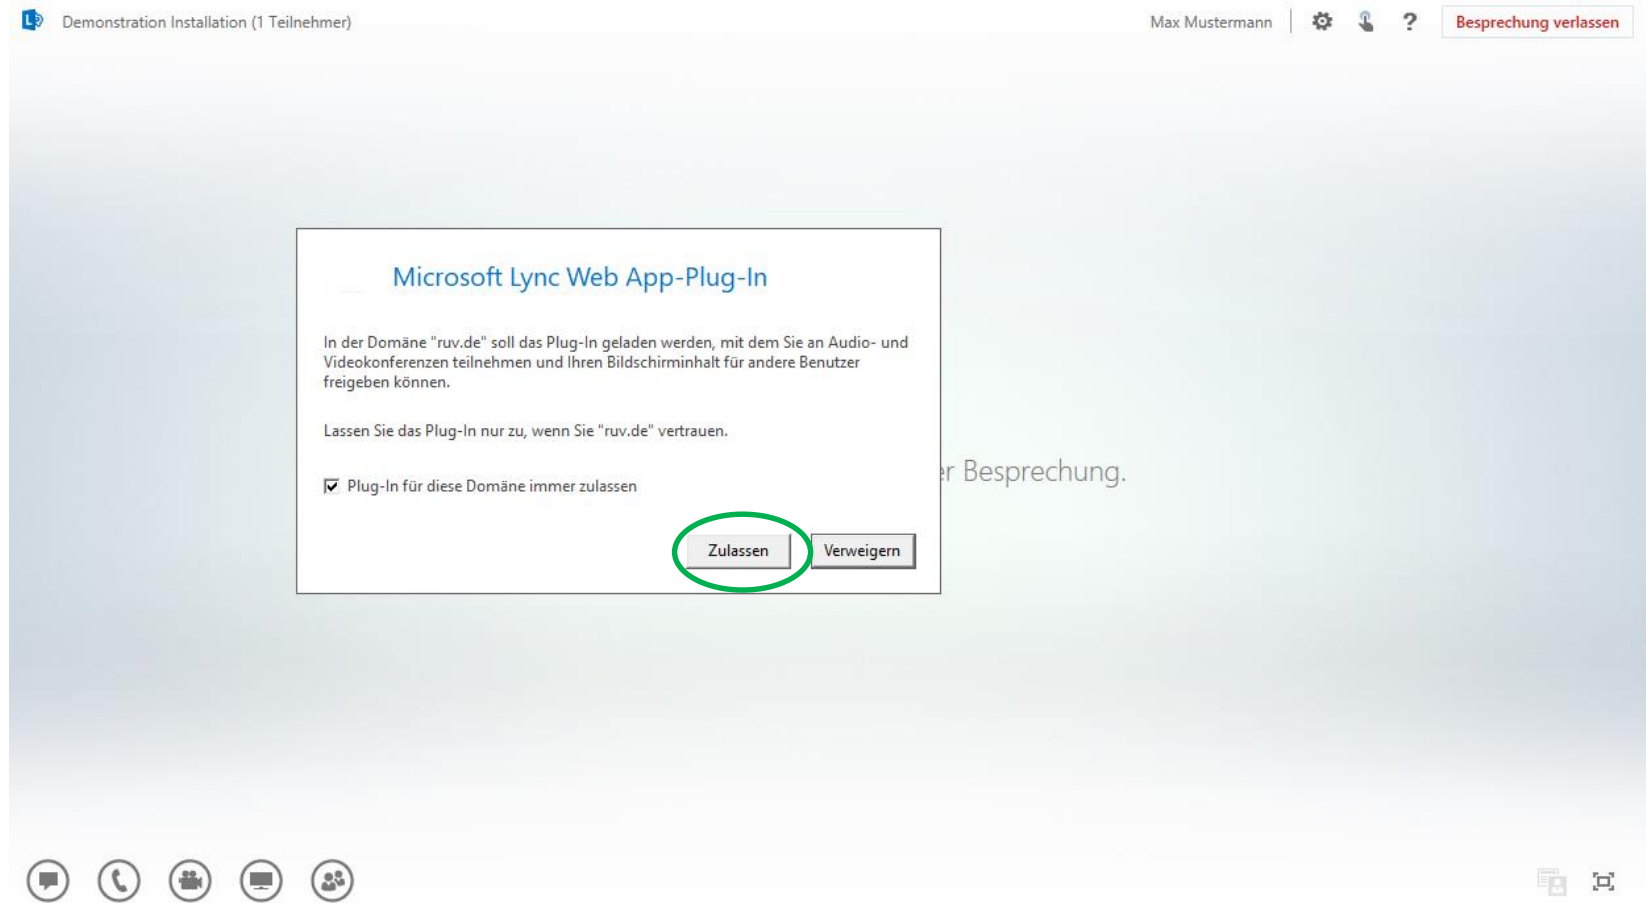 Demonstration Installation (1 Teilnehmer)
Max Mustermann
?
Besprechung verlassen
Microsoft Lync Web App-Plug-In
In der Domäne "ruv.de" soll das Plug-In geladen werden, mit dem Sie an Audio- und
Videokonferenzen teilnehmen und Ihren Bildschirminhalt für andere Benutzer
freigeben können.
Lassen Sie das Plug-In nur zu, wenn Sie "ruv.de" vertrauen.
Besprechung.
Plug-In für diese Domäne immer zulassen
Zulassen
Verweigern